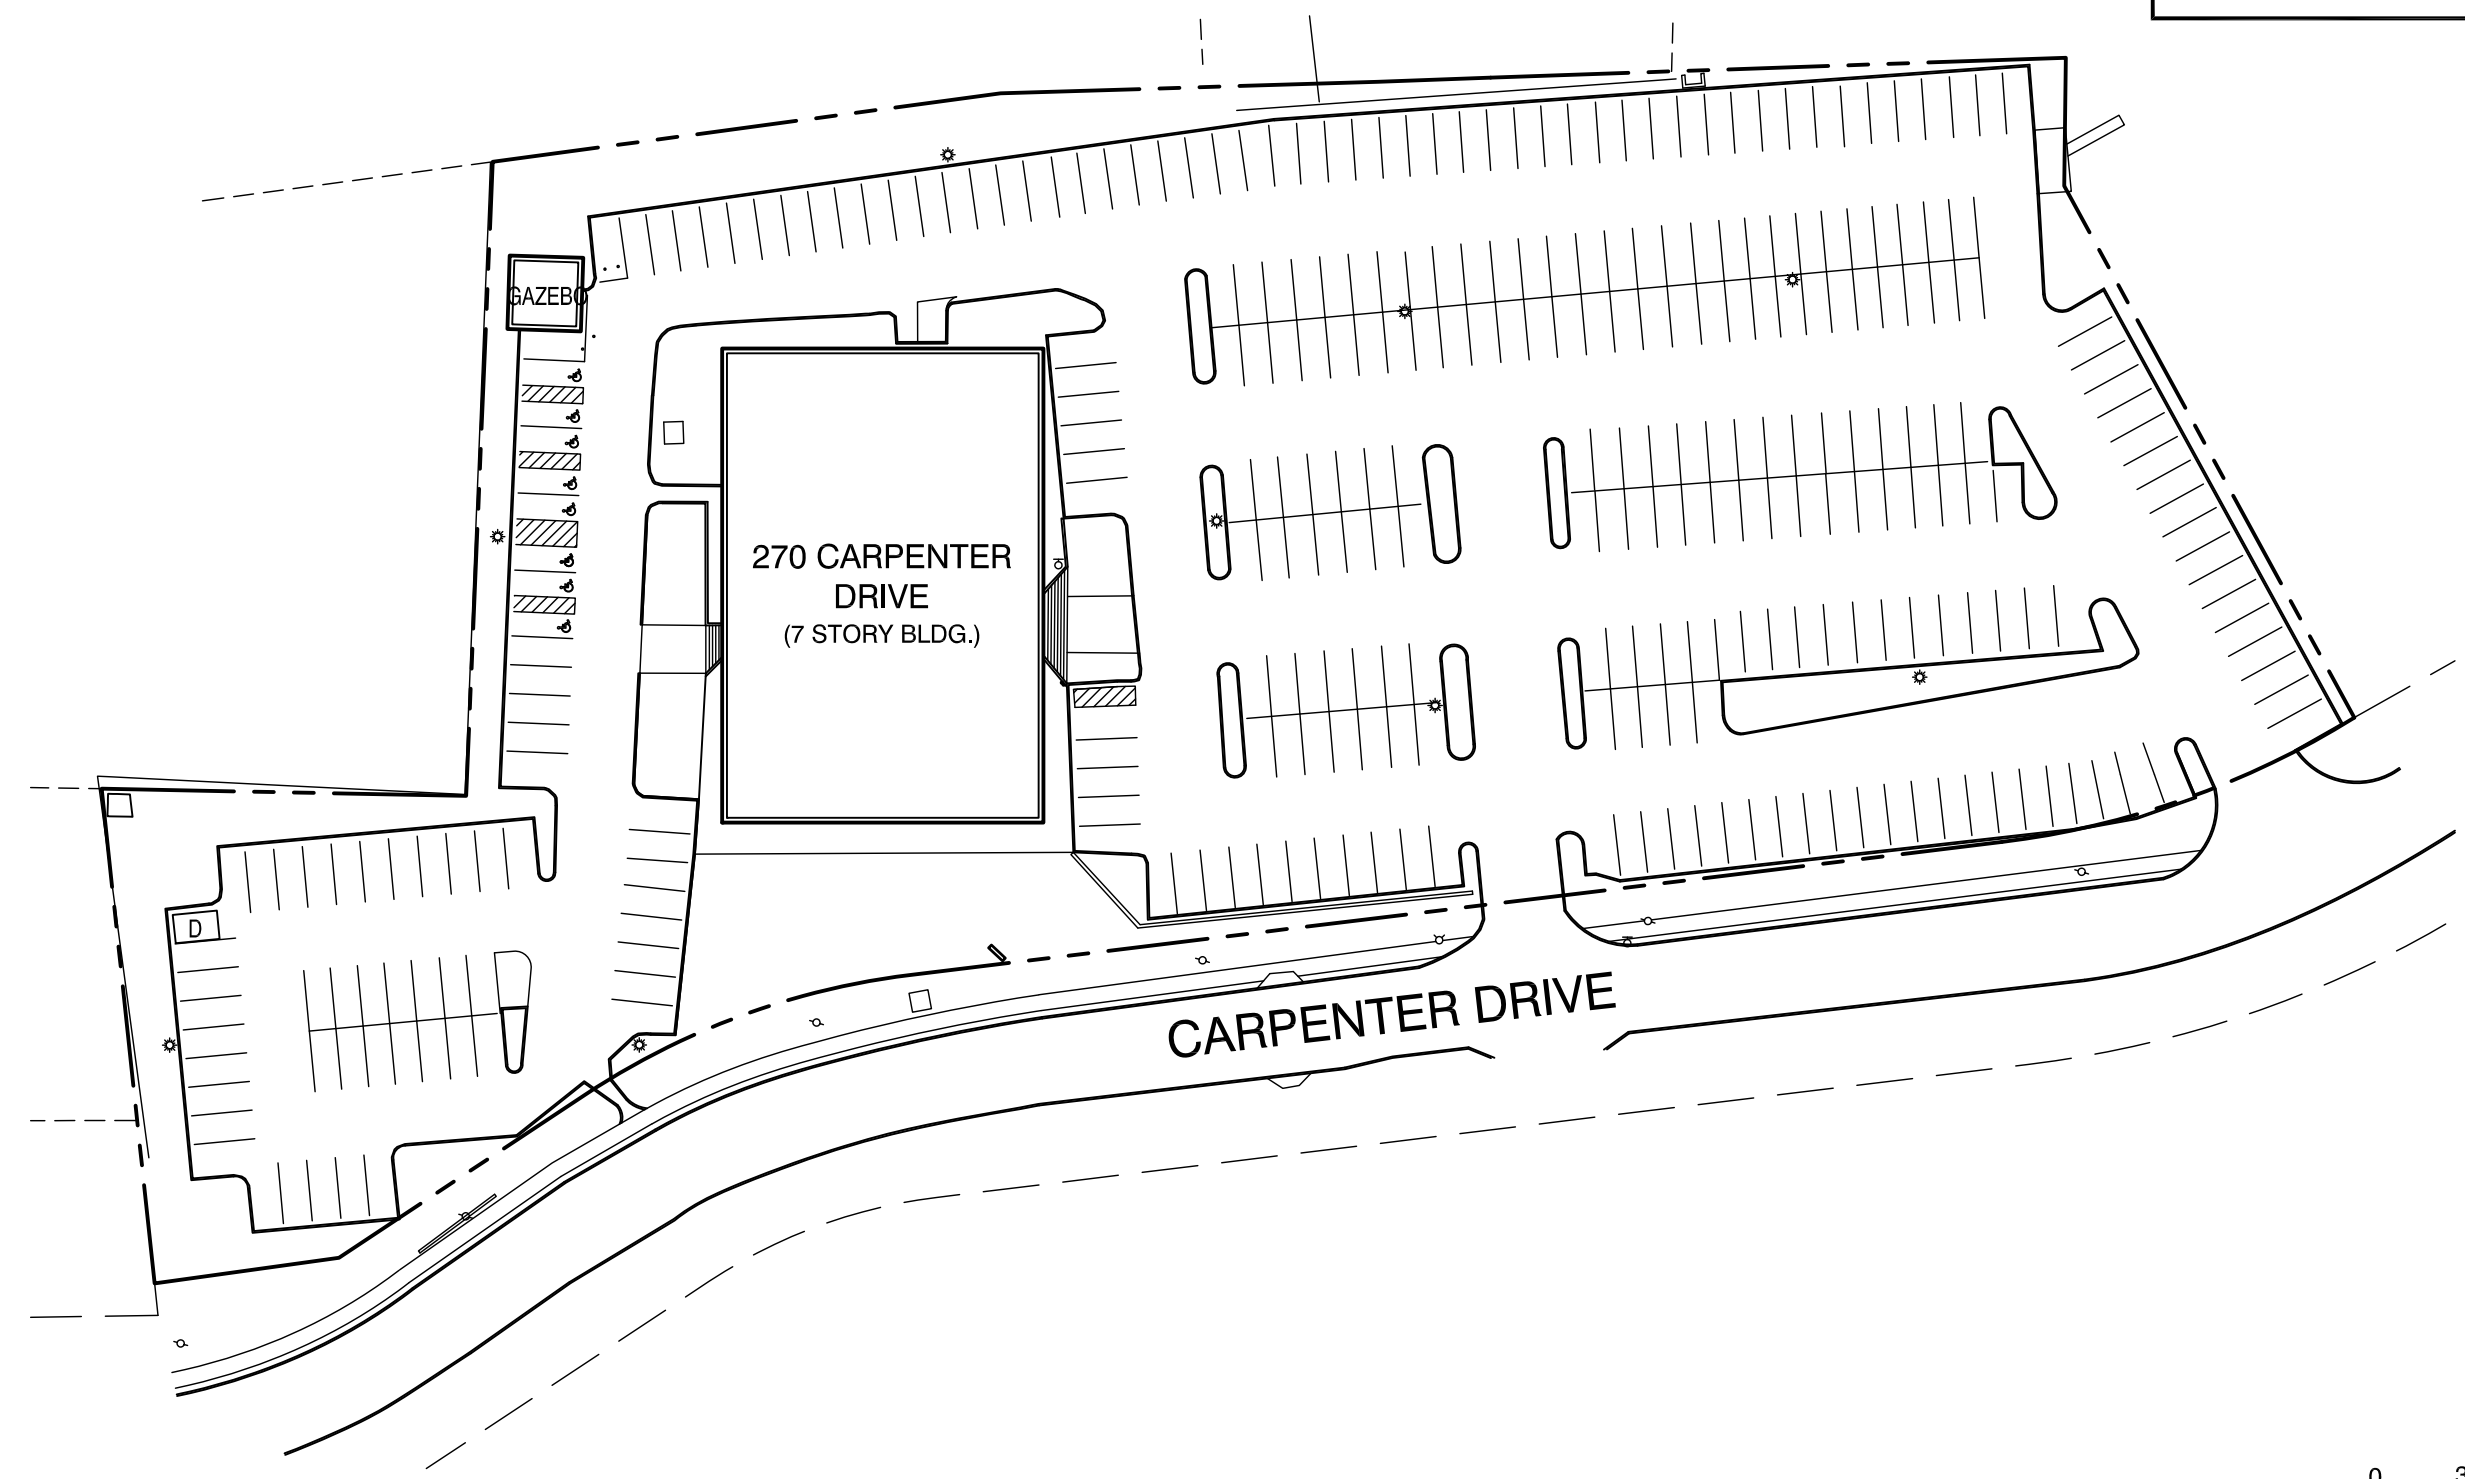 GAZEBO
270 CARPENTER
DRIVE
(7 STORY BLDG.)
D
CARPENTER DRIVE
0